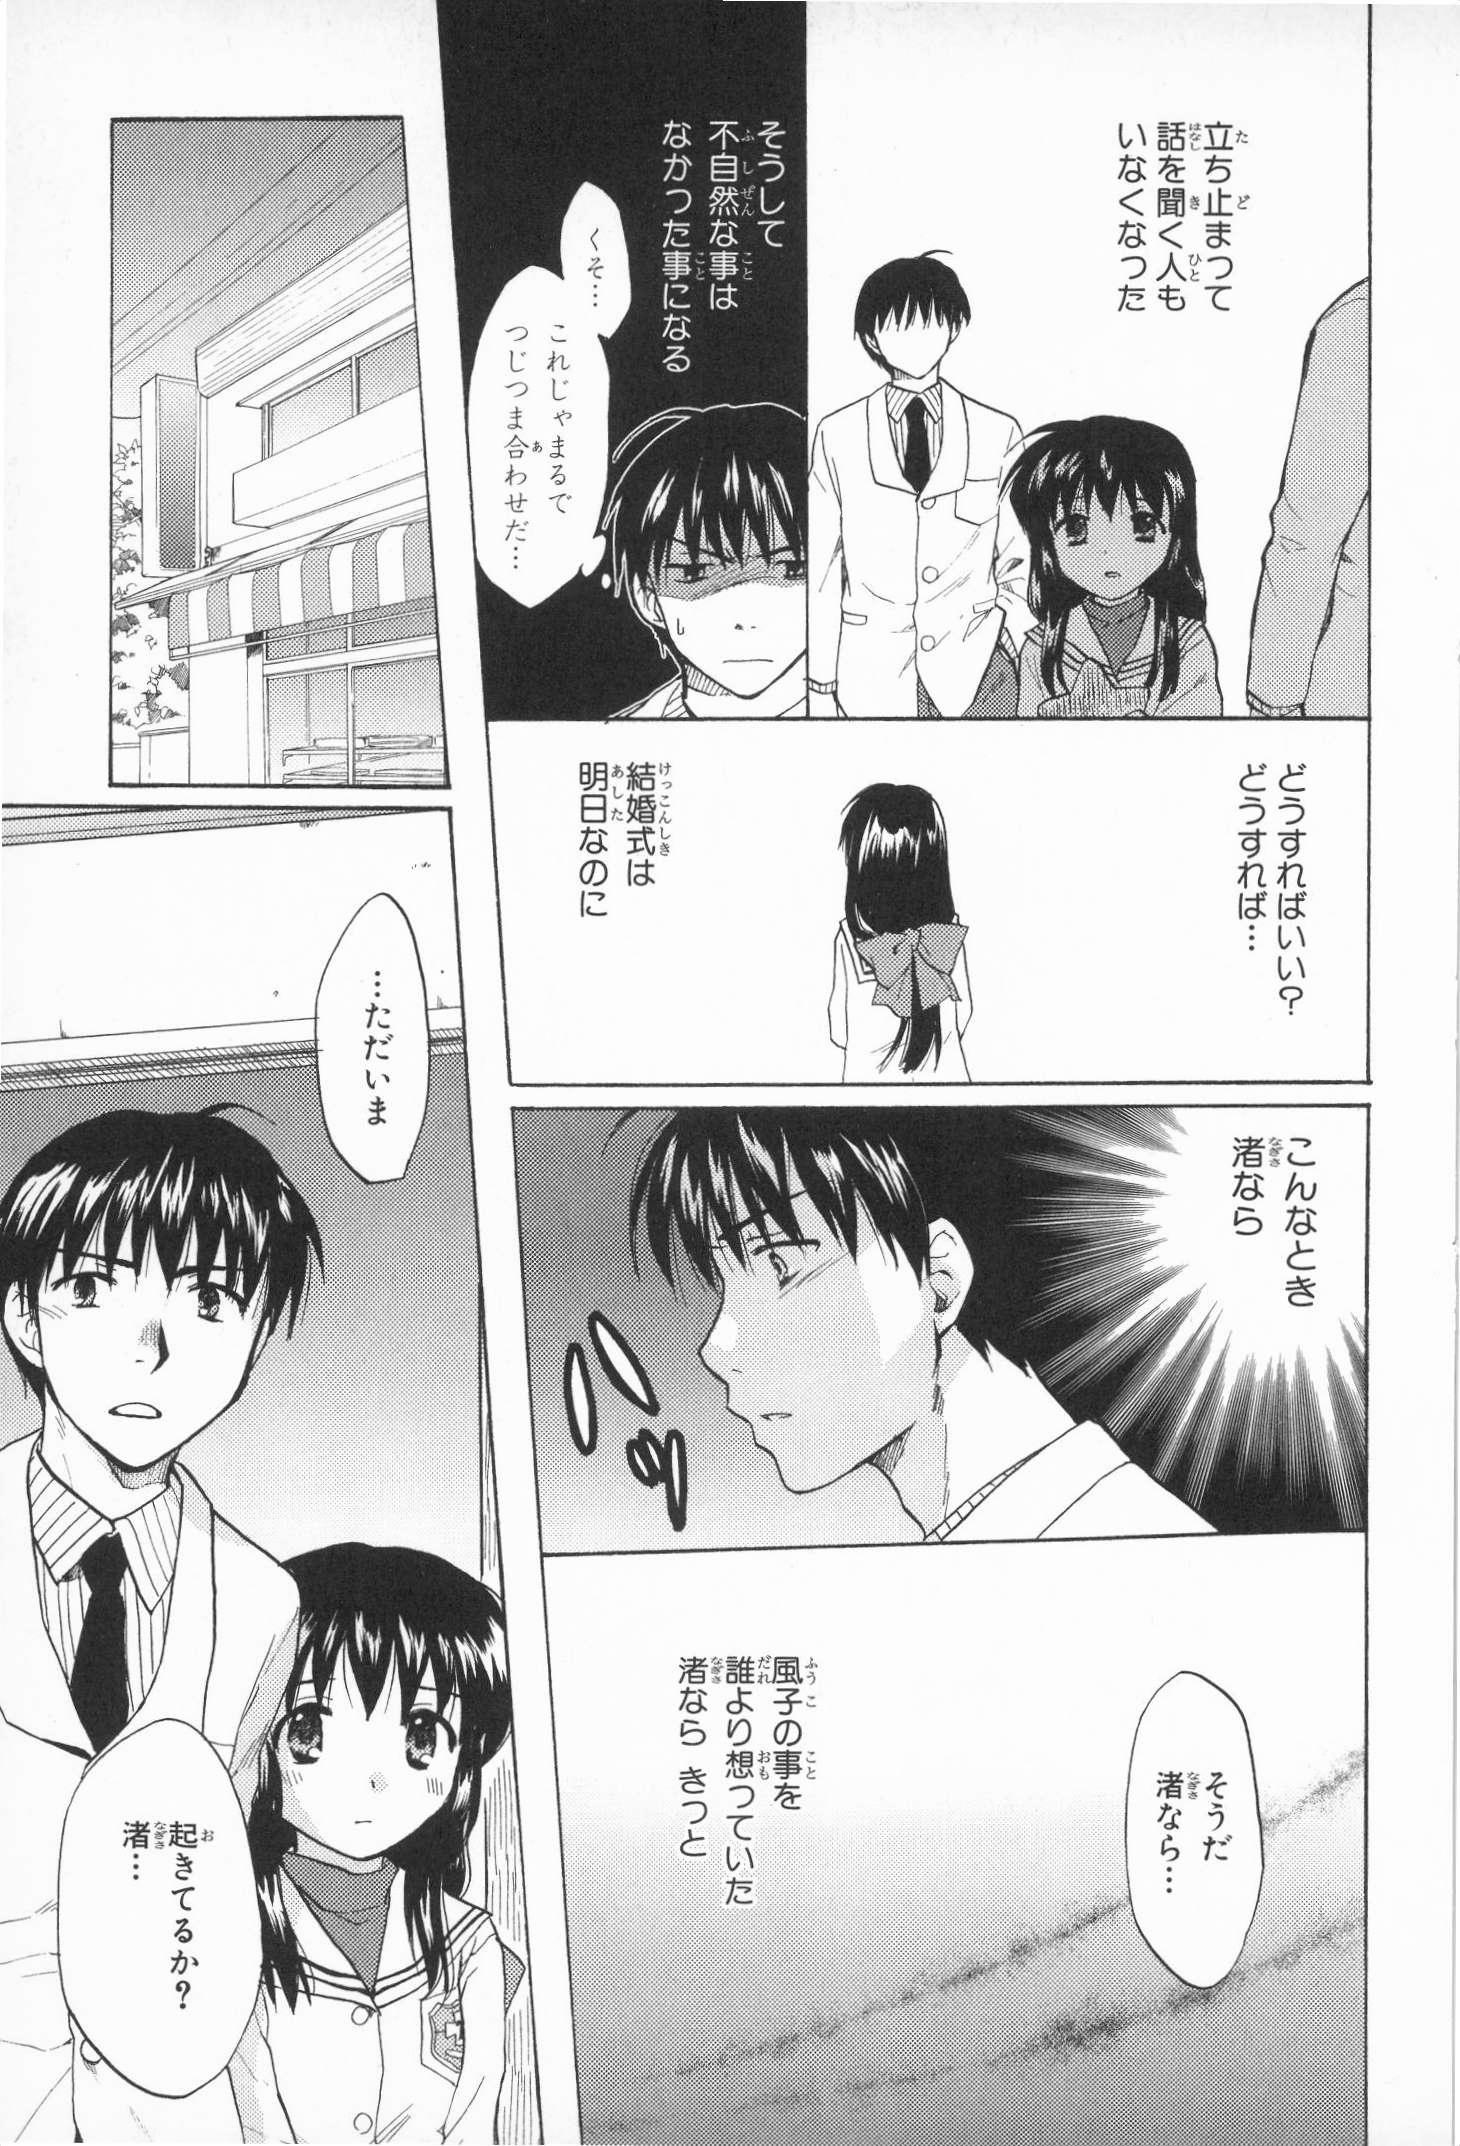 立ち止まって
話を聞く人も
いなくなった
そうして
不自然な事は
なかった事になる
くそ…
これじゃまるで
つじつま合わせだ…
どうすればいい？
どうすれば…
結婚式は
明日なのに
こんなとき
渚なら
そうだ
渚なら…
風子の事を
誰より想っていた
渚なら きっと
…ただいま
起きてるか？
渚…